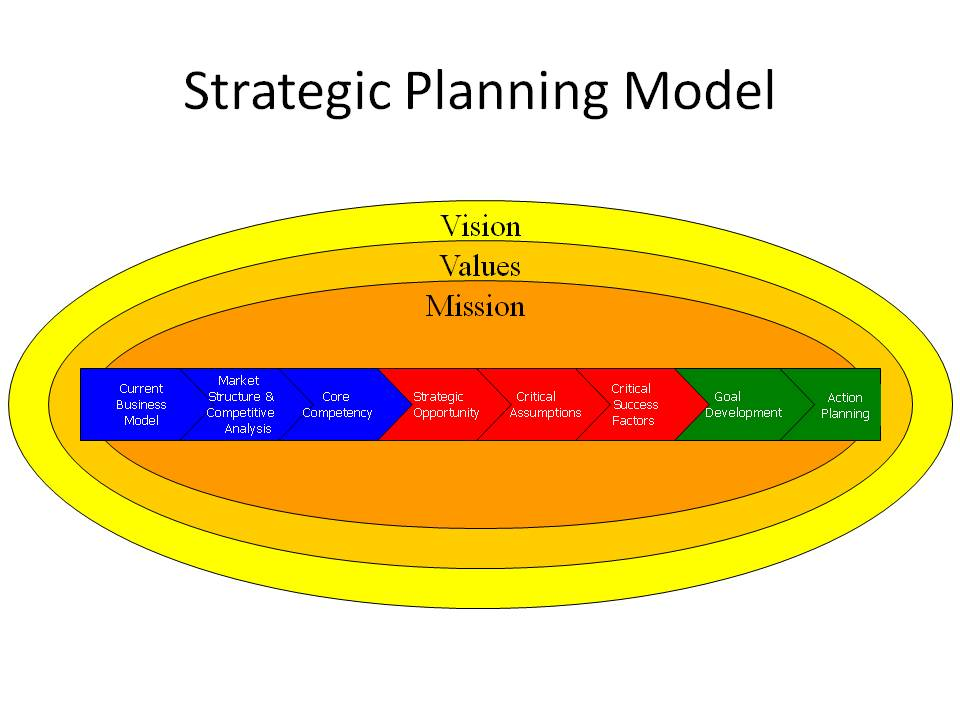 Strategic Planning Model
Vision
Values
Mission
Current
Business
Model
Market
Structure &
Competitive
Analysis
Core
Competency
Strategic
Opportunity
Critical
Assumptions
Critical
Success
Factors
Goal
Development
Action
Planning